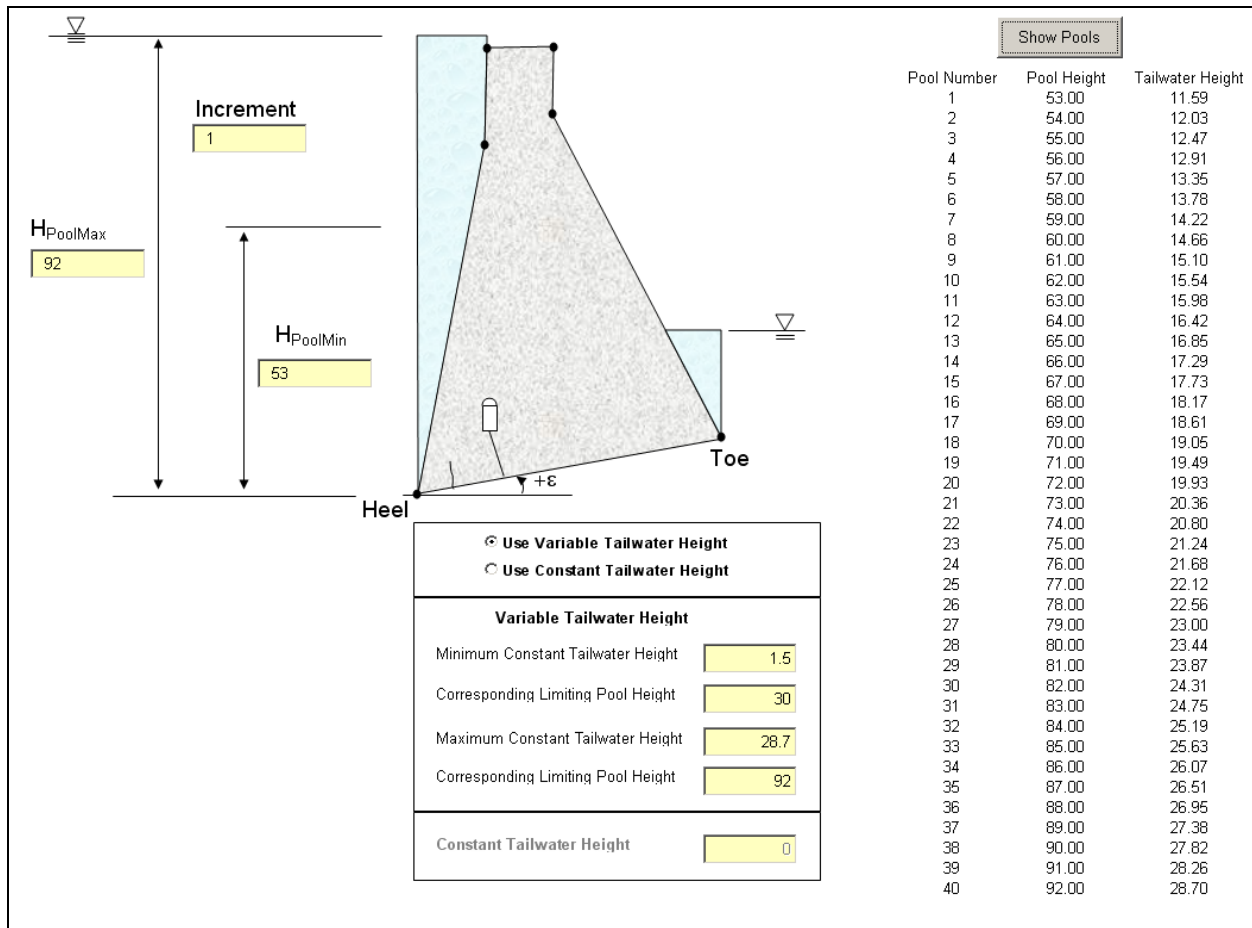 Increment
1
H PoolMax
92
H PoolMin
53
Heel
Toe
+ε
Use Variable Tailwater Height
Use Constant Tailwater Height
Variable Tailwater Height
Minimum Constant Tailwater Height 1.5
Corresponding Limiting Pool Height 30
Maximum Constant Tailwater Height 28.7
Corresponding Limiting Pool Height 92
Constant Tailwater Height 0
Show Pools
Pool Number Pool Height Tailwater Height
1 53.00 11.59
2 54.00 12.03
3 55.00 12.47
4 56.00 12.91
5 57.00 13.35
6 58.00 13.78
7 59.00 14.22
8 60.00 14.66
9 61.00 15.10
10 62.00 15.54
11 63.00 15.98
12 64.00 16.42
13 65.00 16.85
14 66.00 17.29
15 67.00 17.73
16 68.00 18.17
17 69.00 18.61
18 70.00 19.05
19 71.00 19.49
20 72.00 19.93
21 73.00 20.36
22 74.00 20.80
23 75.00 21.24
24 76.00 21.68
25 77.00 22.12
26 78.00 22.56
27 79.00 23.00
28 80.00 23.44
29 81.00 23.87
30 82.00 24.31
31 83.00 24.75
32 84.00 25.19
33 85.00 25.63
34 86.00 26.07
35 87.00 26.51
36 88.00 26.95
37 89.00 27.38
38 90.00 27.82
39 91.00 28.26
40 92.00 28.70